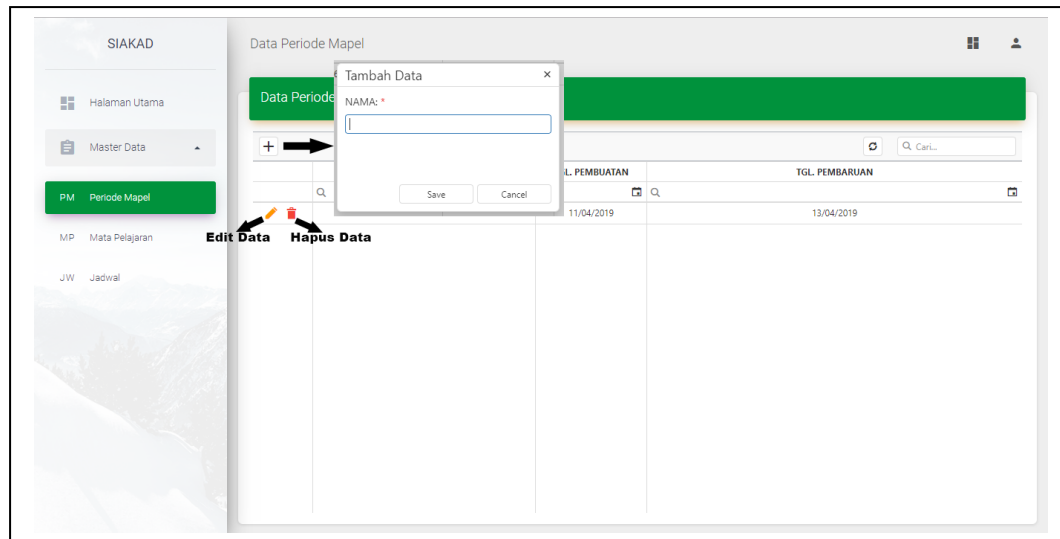 SIAKAD
Data Periode Mapel
Halaman Utama
Master Data
PM Periode Mapel
MP Mata Pelajaran
JW Jadwal
Data Periode
Tambah Data ×
NAMA: *
Save Cancel
Cari...
L. PEMBUATAN TGL. PEMBARUAN
11/04/2019 13/04/2019
Edit Data Hapus Data